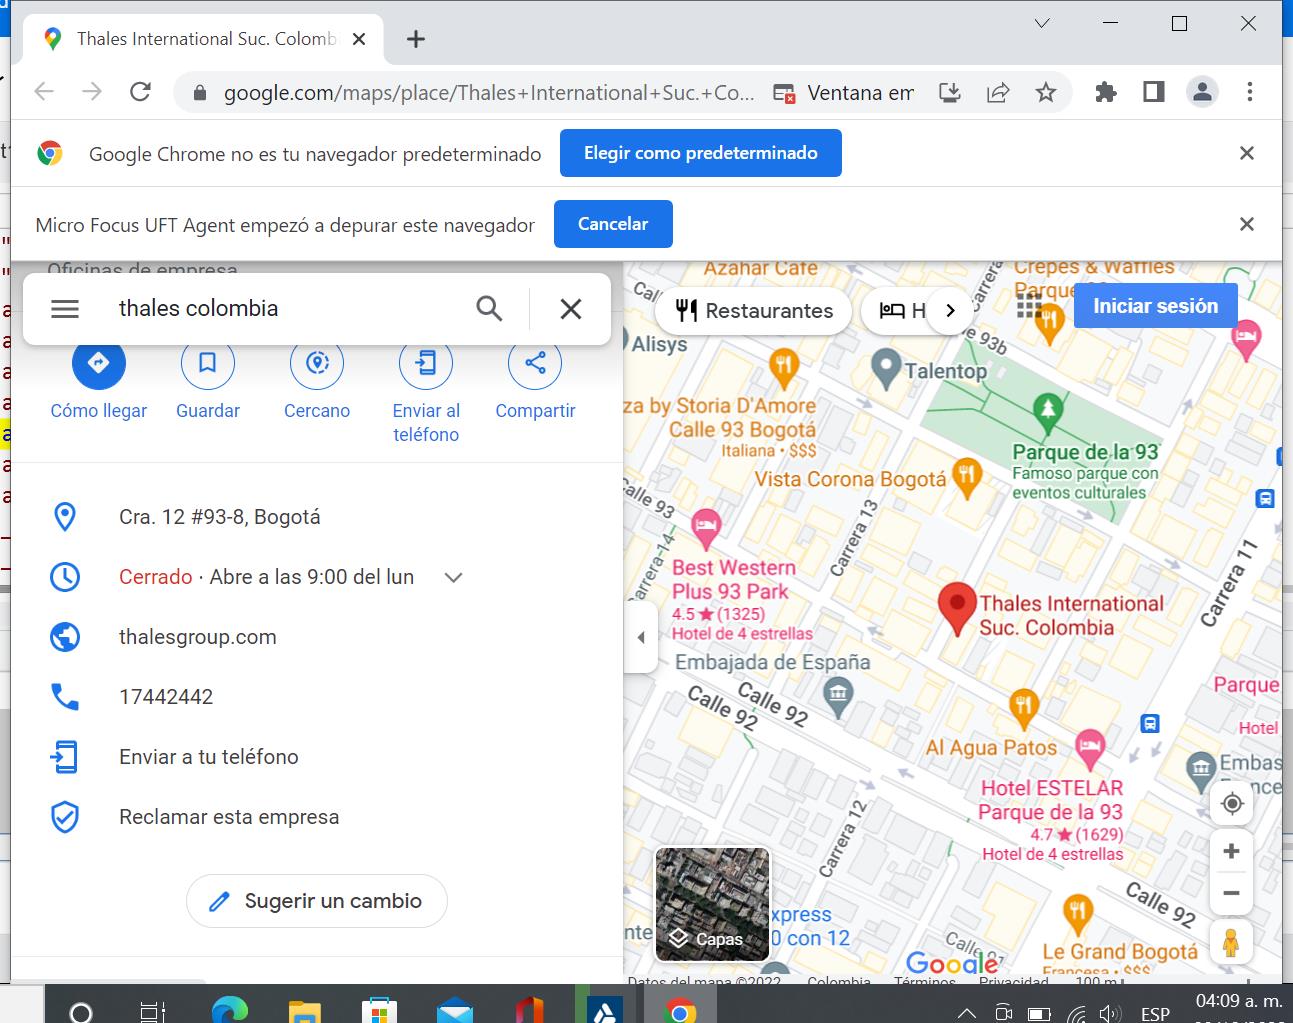 Thales International Suc. Colomb
google.com/maps/place/Thales+International+Suc.+Co...
Ventana em
Google Chrome no es tu navegador predeterminado
Elegir como predeterminado
Micro Focus UFT Agent empezó a depurar este navegador
Cancelar
Oficinas de empresa
thales colombia
Cómo llegar
Guardar
Cercano
Enviar al
teléfono
Compartir
Cra. 12 #93-8, Bogotá
Cerrado · Abre a las 9:00 del lun
thalesgroup.com
17442442
Enviar a tu teléfono
Reclamar esta empresa
Sugerir un cambio
Restaurantes
H
Iniciar sesión
Azahar Cafe
Crepes & Waffles
Parque
Carrera
Calle 93b
Alisys
Talentop
za by Storia D'Amore
Calle 93 Bogotá
Italiana • $$$
Parque de la 93
Famoso parque con
eventos culturales
Vista Corona Bogotá
Calle 93
Carrera 13
Carrera 11
Best Western
Plus 93 Park
4.5 ★ (1325)
Hotel de 4 estrellas
Thales International
Suc. Colombia
Embajada de España
Calle 92
Calle 92
Parque
Hotel
Al Agua Patos
Embas
Hotel ESTELAR
Parque de la 93
4.7 ★ (1629)
Hotel de 4 estrellas
Carrera 12
Calle 92
Capas
xpress
0 con 12
Le Grand Bogotá
Francesa • $$$
Google
Datos del mapa ©2022
Colombia
Términos
Privacidad
100 m
ESP
04:09 a. m.